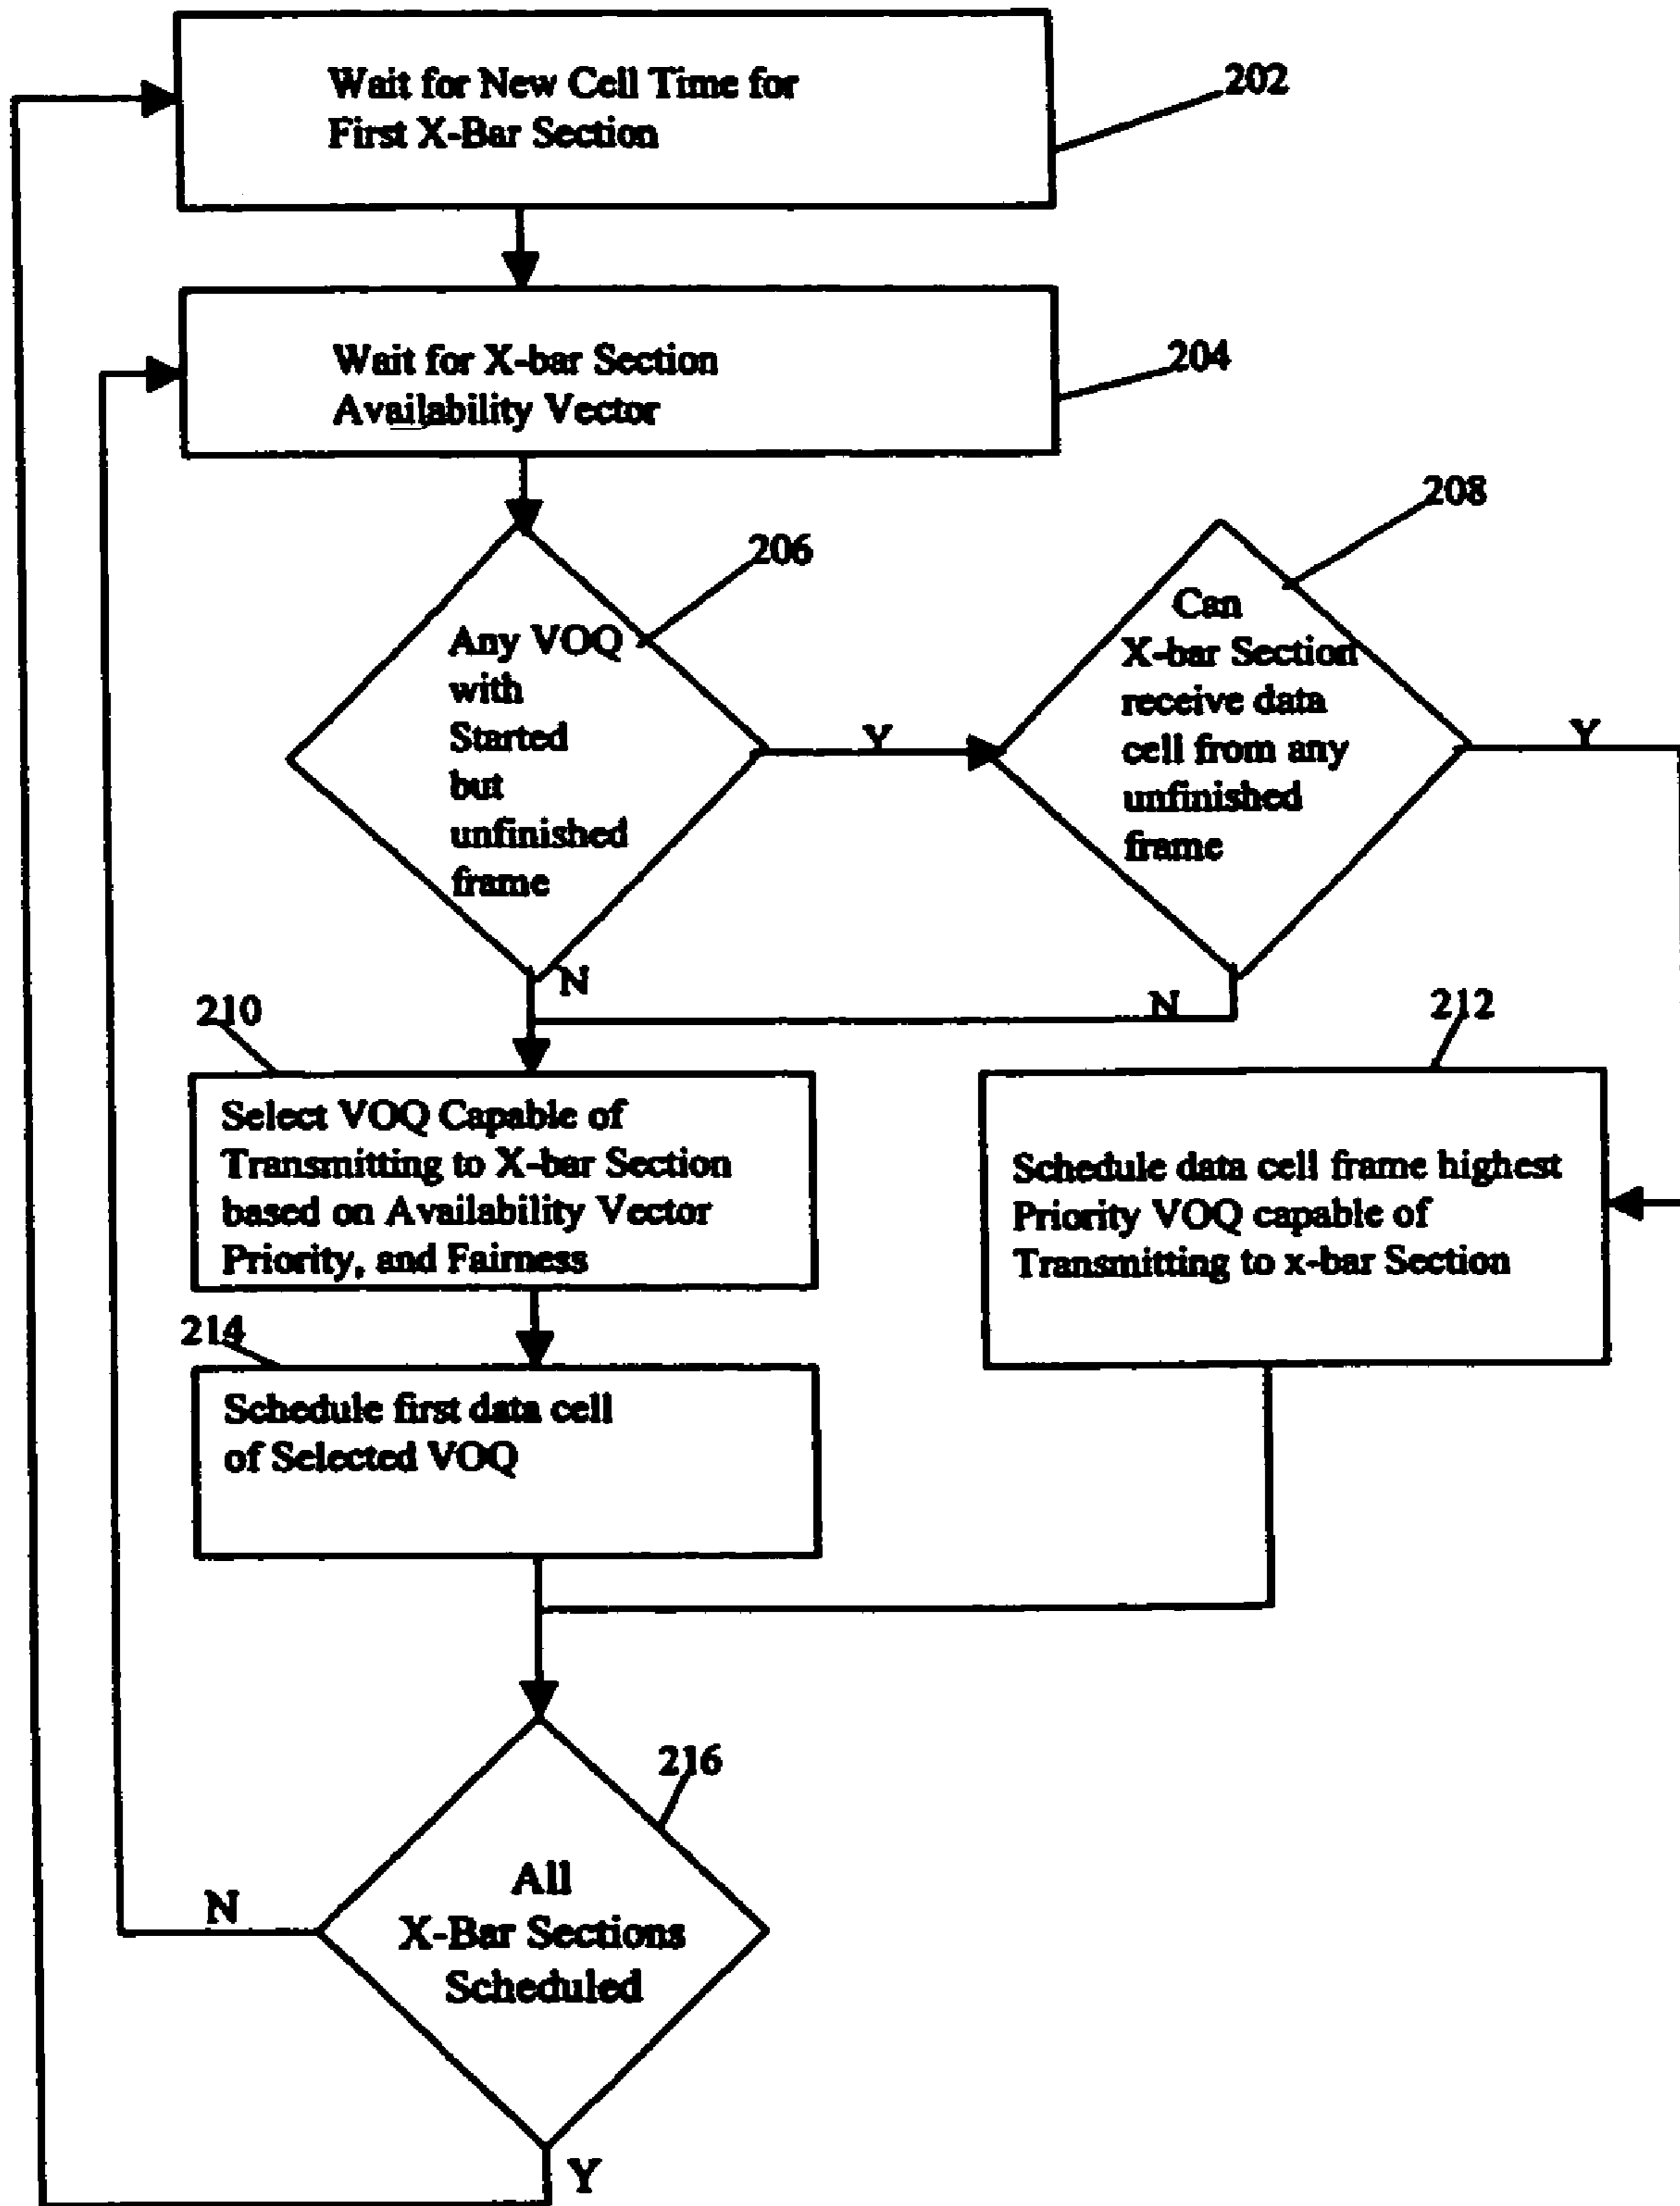 Wait for New Cell Time for
First X-Bar Section
202
Wait for X-bar Section
Availability Vector
204
206
Any VOQ
with
Started
but
unfinished
frame
Y
N
208
Can
X-bar Section
receive data
cell from any
unfinished
frame
Y
N
210
Select VOQ Capable of
Transmitting to X-bar Section
based on Availability Vector
Priority, and Fairness
212
Schedule data cell frame highest
Priority VOQ capable of
Transmitting to x-bar Section
214
Schedule first data cell
of Selected VOQ
216
All
X-Bar Sections
Scheduled
N
Y